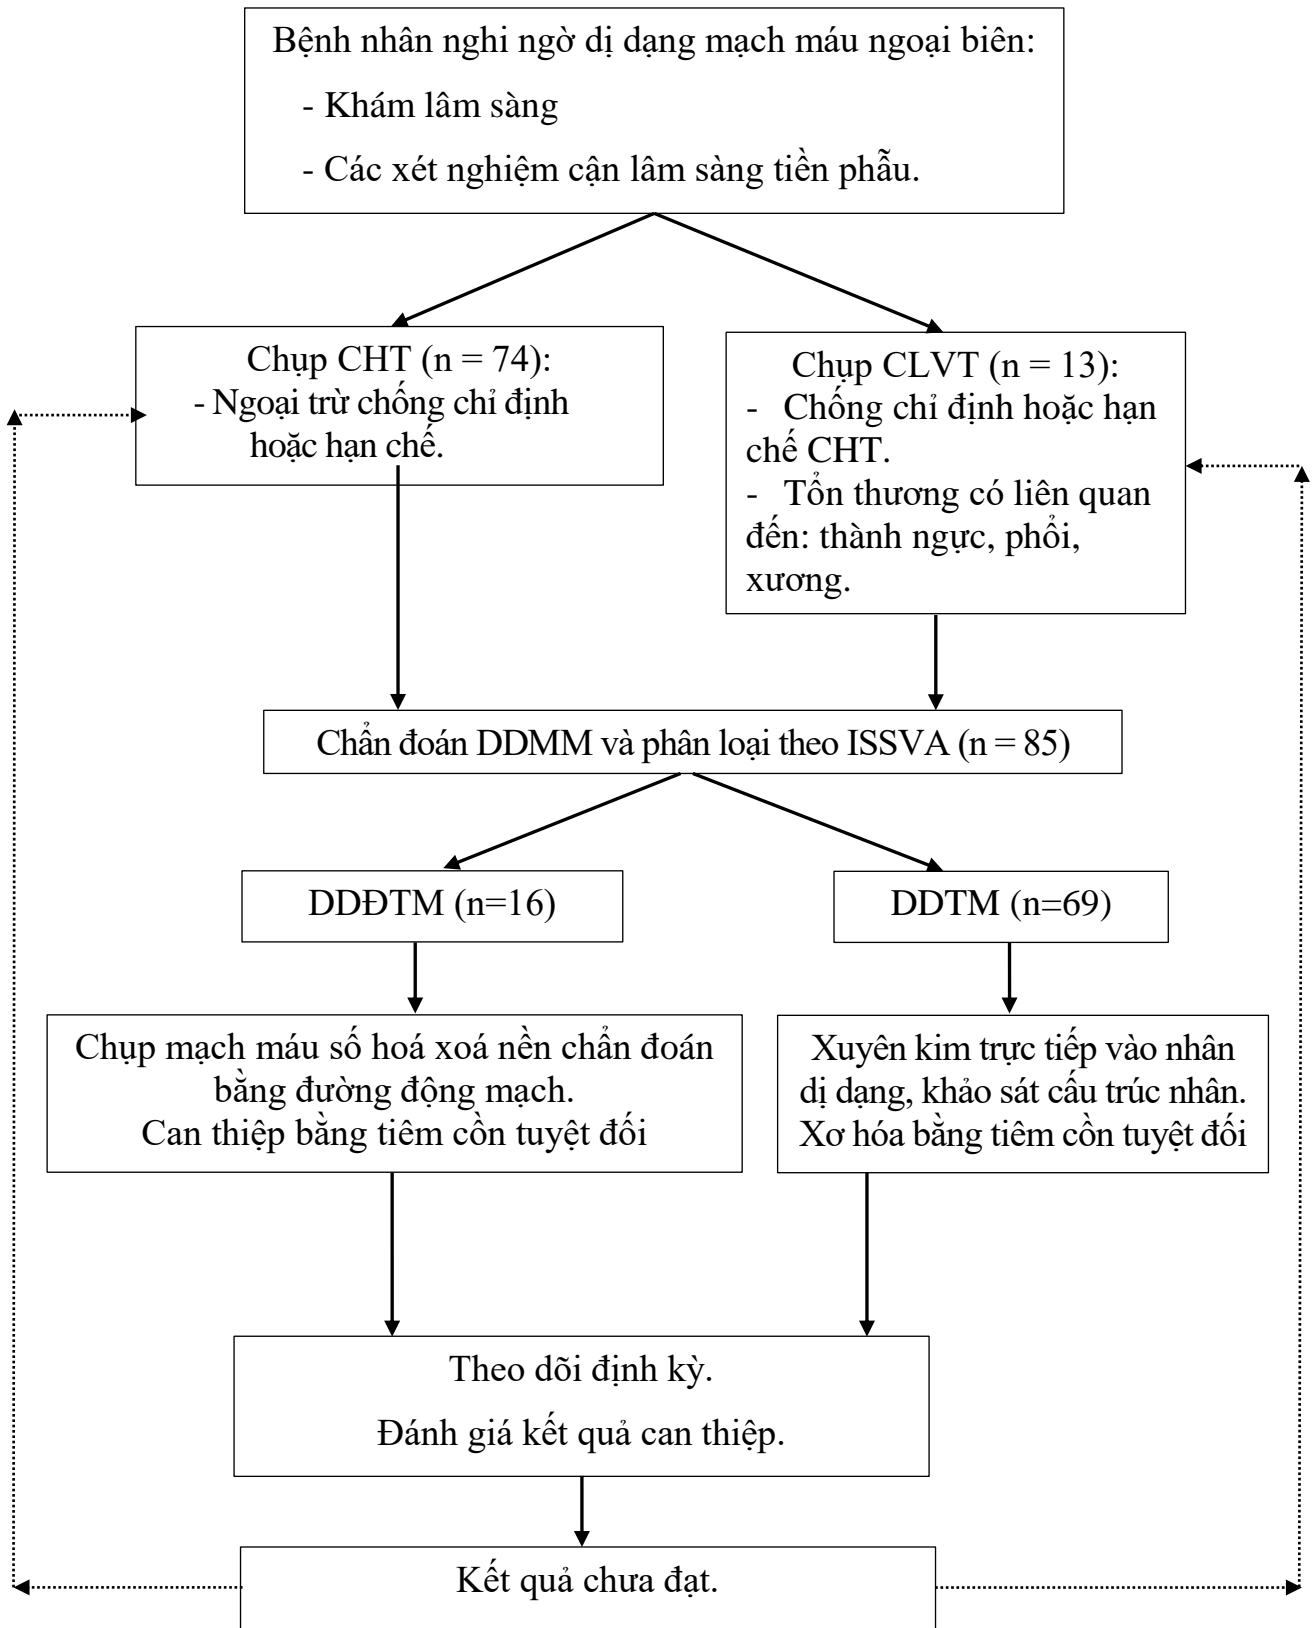 Bệnh nhân nghi ngờ dị dạng mạch máu ngoại biên:
- Khám lâm sàng
- Các xét nghiệm cận lâm sàng tiền phẫu.
Chụp CHT (n = 74):
- Ngoại trừ chống chỉ định
hoặc hạn chế.
Chụp CLVT (n = 13):
- Chống chỉ định hoặc hạn
chế CHT.
- Tổn thương có liên quan
đến: thành ngực, phổi,
xương.
Chẩn đoán DDMM và phân loại theo ISSVA (n = 85)
DDĐTM (n=16)
DDTM (n=69)
Chụp mạch máu số hoá xoá nền chẩn đoán
bằng đường động mạch.
Can thiệp bằng tiêm cồn tuyệt đối
Xuyên kim trực tiếp vào nhân
dị dạng, khảo sát cấu trúc nhân.
Xơ hóa bằng tiêm cồn tuyệt đối
Theo dõi định kỳ.
Đánh giá kết quả can thiệp.
Kết quả chưa đạt.